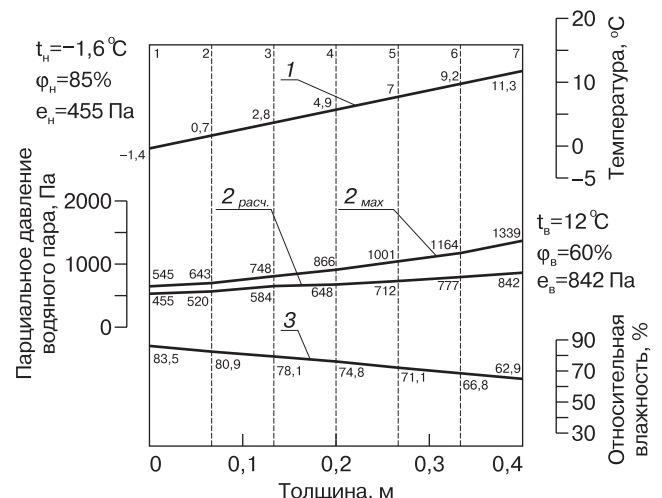 tн=−1,6 °C
φн=85%
eн=455 Па
1 2 3 4 5 6 7
1
−1,4 0,7 2,8 4,9 7 9,2 11,3
20
15
10
5
0
−5
Температура, °C
Парциальное давление
водяного пара, Па
2000
1000
0
2 расч.
2 мах
545 643 748 866 1001 1164 1339
455 520 584 648 712 777 842
tв=12 °C
φв=60%
eв=842 Па
3
83,5 80,9 78,1 74,8 71,1 66,8 62,9
90
70
50
30
Относительная
влажность, %
0 0,1 0,2 0,3 0,4
Толщина, м